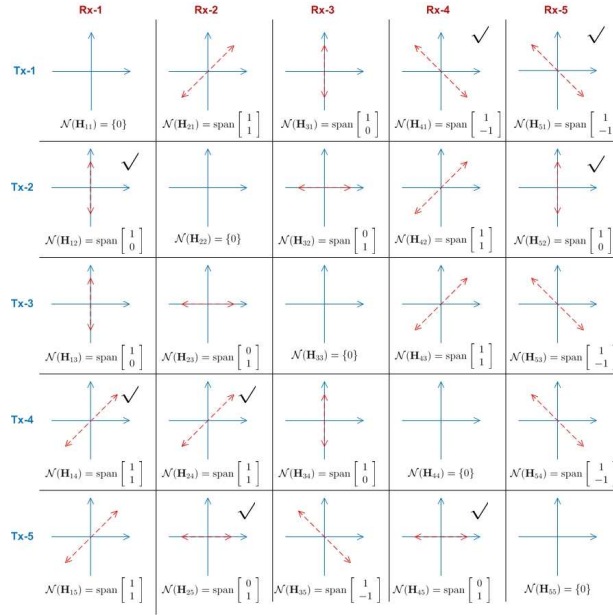 Rx-1 Rx-2 Rx-3 Rx-4 Rx-5
Tx-1 √ √
𝒩(H₁₁) = {0} 𝒩(H₂₁) = span [1 1] 𝒩(H₃₁) = span [1 0] 𝒩(H₄₁) = span [1 −1] 𝒩(H₅₁) = span [1 −1]
Tx-2 √ √
𝒩(H₁₂) = span [1 0] 𝒩(H₂₂) = {0} 𝒩(H₃₂) = span [0 1] 𝒩(H₄₂) = span [1 1] 𝒩(H₅₂) = span [1 0]
Tx-3
𝒩(H₁₃) = span [1 0] 𝒩(H₂₃) = span [0 1] 𝒩(H₃₃) = {0} 𝒩(H₄₃) = span [1 1] 𝒩(H₅₃) = span [1 −1]
Tx-4 √ √
𝒩(H₁₄) = span [1 1] 𝒩(H₂₄) = span [1 1] 𝒩(H₃₄) = span [1 0] 𝒩(H₄₄) = {0} 𝒩(H₅₄) = span [1 −1]
Tx-5 √ √
𝒩(H₁₅) = span [1 1] 𝒩(H₂₅) = span [0 1] 𝒩(H₃₅) = span [1 −1] 𝒩(H₄₅) = span [0 1] 𝒩(H₅₅) = {0}